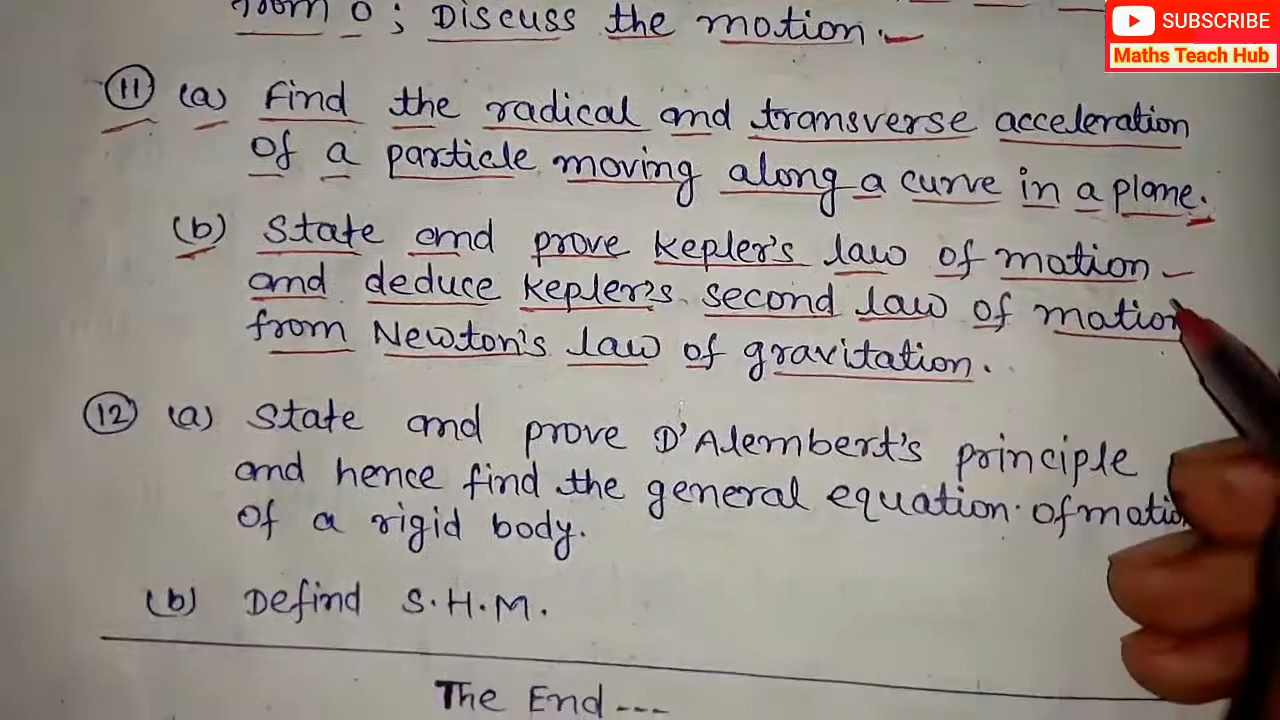 from 0 ; Discuss the motion.
SUBSCRIBE
Maths Teach Hub
11 (a) Find the radical and transverse acceleration
of a particle moving along a curve in a plane.
(b) State and prove Kepler's law of motion
and deduce Kepler's second law of motion
from Newton's law of gravitation.
12 (a) State and prove D'Alembert's principle
and hence find the general equation of motio
of a rigid body.
(b) Defind S.H.M.
The End---